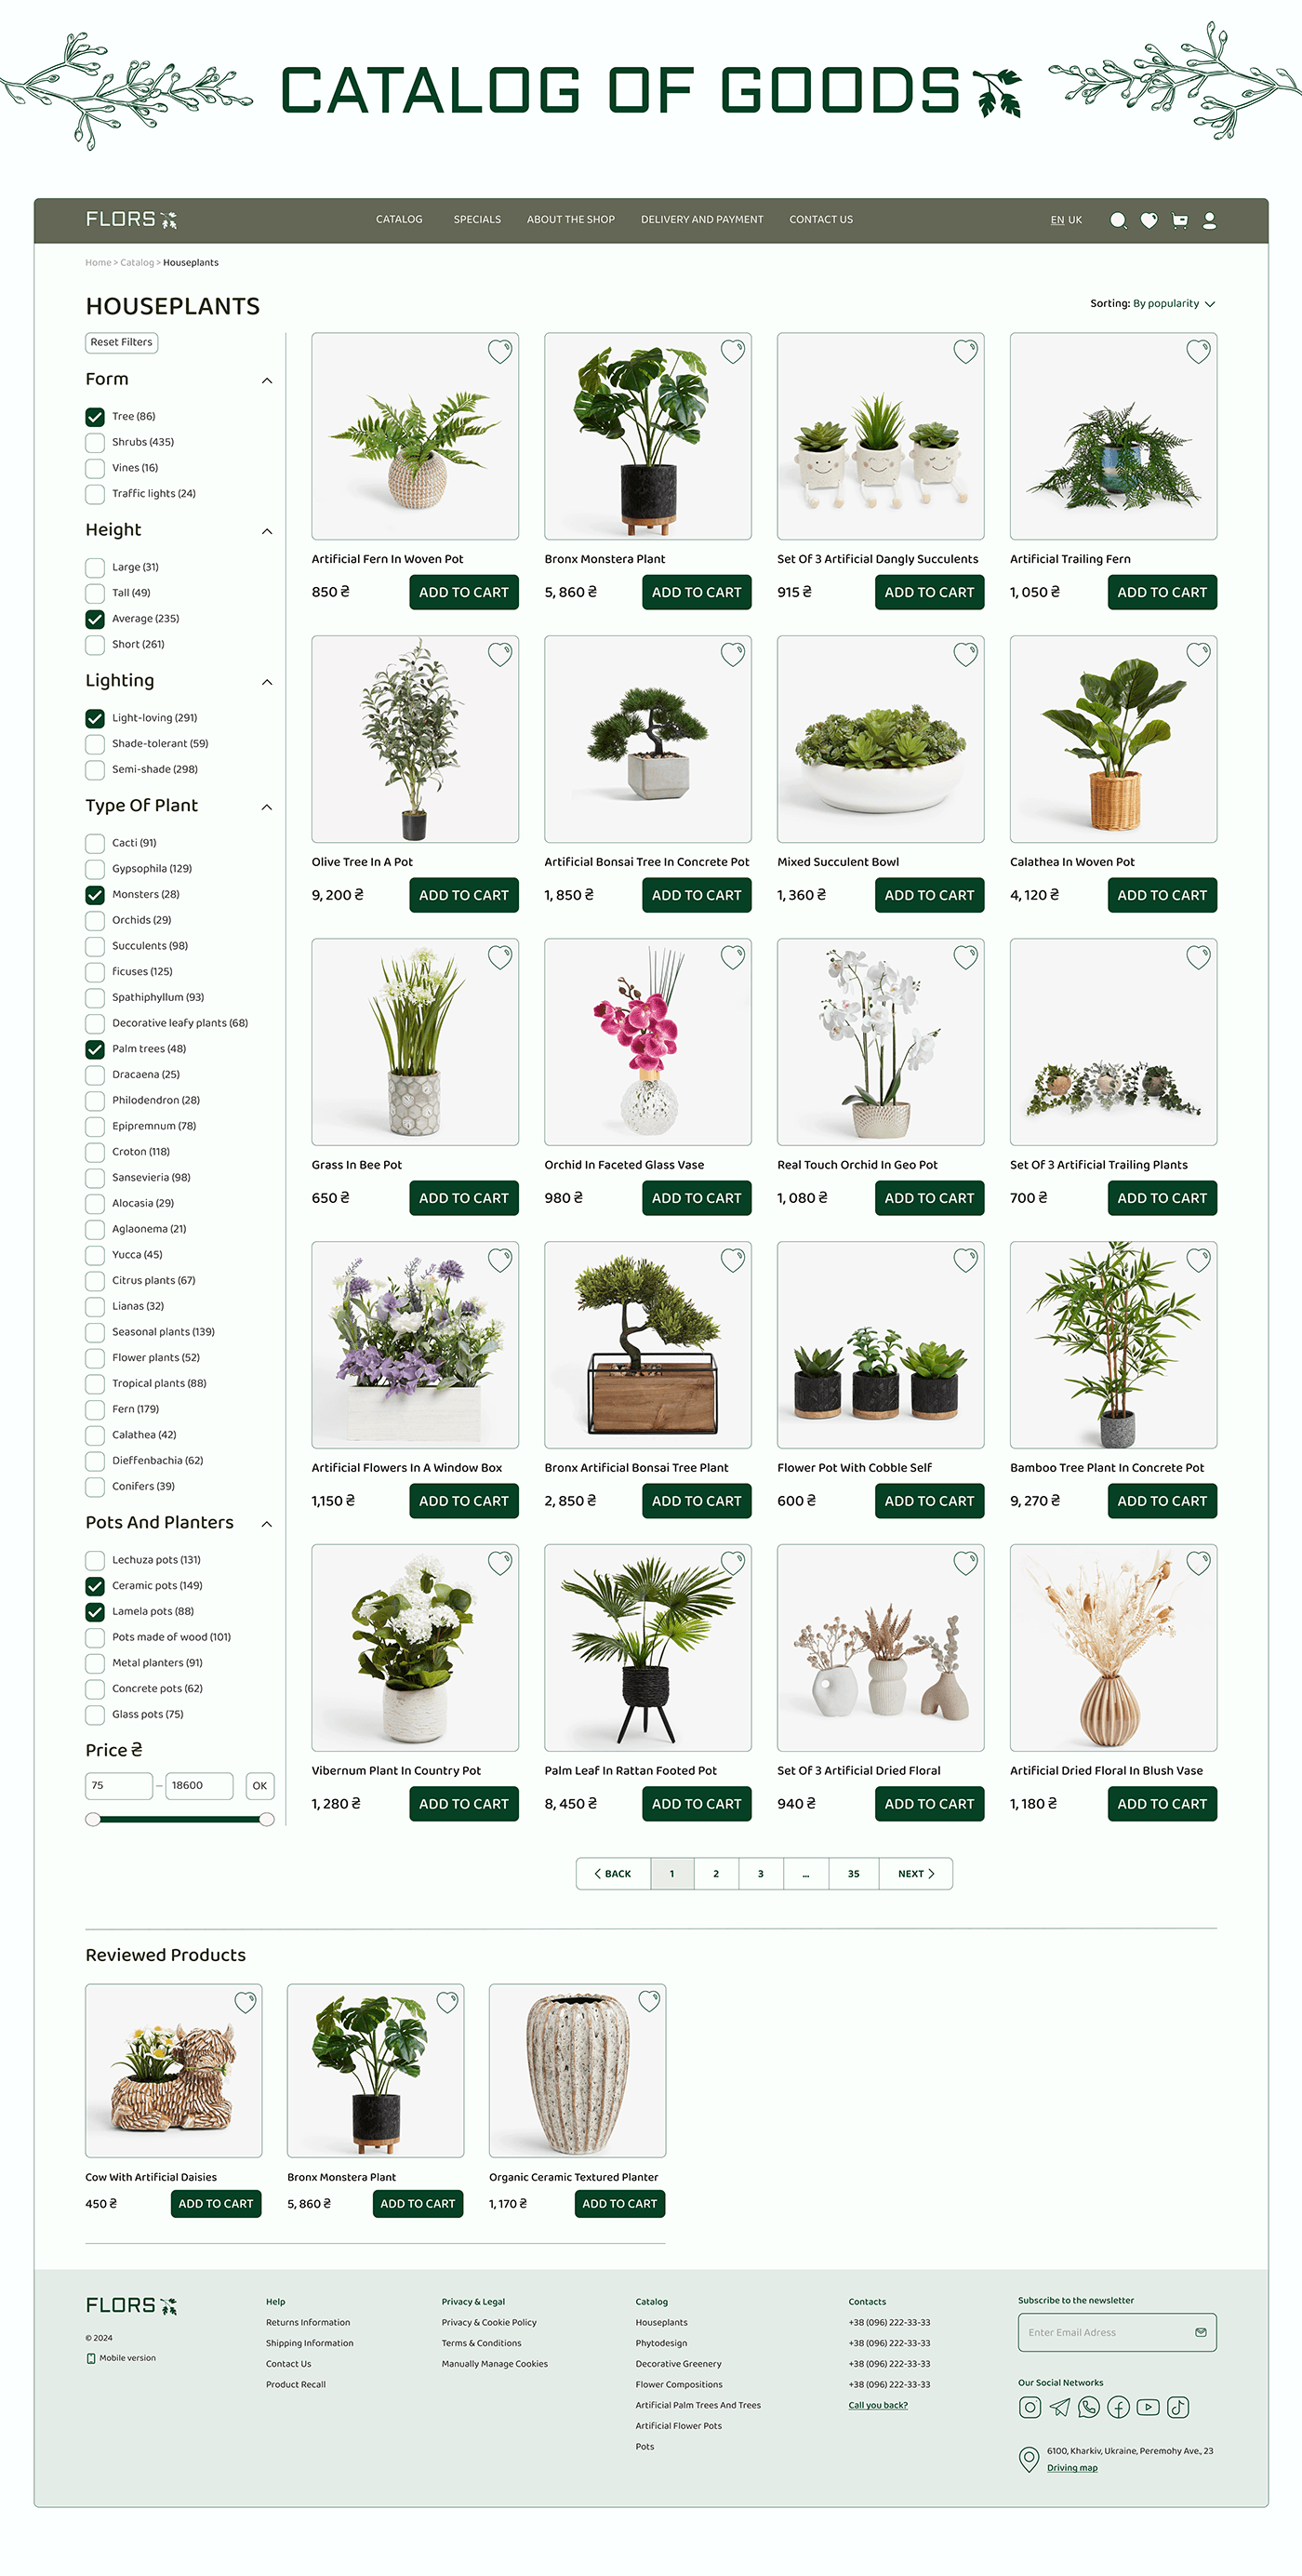 CATALOG OF GOODS
FLORS
CATALOG SPECIALS ABOUT THE SHOP DELIVERY AND PAYMENT CONTACT US
EN UK
Home > Catalog > Houseplants
HOUSEPLANTS
Sorting: By popularity
Reset Filters
Form
Tree (86)
Shrubs (435)
Vines (16)
Traffic lights (24)
Height
Large (31)
Tall (49)
Average (235)
Short (261)
Lighting
Light-loving (291)
Shade-tolerant (59)
Semi-shade (298)
Type Of Plant
Cacti (91)
Gypsophila (129)
Monsters (28)
Orchids (29)
Succulents (98)
ficuses (125)
Spathiphyllum (93)
Decorative leafy plants (68)
Palm trees (48)
Dracaena (25)
Philodendron (28)
Epipremnum (78)
Croton (118)
Sansevieria (98)
Alocasia (29)
Aglaonema (21)
Yucca (45)
Citrus plants (67)
Lianas (32)
Seasonal plants (139)
Flower plants (52)
Tropical plants (88)
Fern (179)
Calathea (42)
Dieffenbachia (62)
Conifers (39)
Pots And Planters
Lechuza pots (131)
Ceramic pots (149)
Lamela pots (88)
Pots made of wood (101)
Metal planters (91)
Concrete pots (62)
Glass pots (75)
Price ₴
75 – 18600 OK
Artificial Fern In Woven Pot
850 ₴ ADD TO CART
Bronx Monstera Plant
5, 860 ₴ ADD TO CART
Set Of 3 Artificial Dangly Succulents
915 ₴ ADD TO CART
Artificial Trailing Fern
1, 050 ₴ ADD TO CART
Olive Tree In A Pot
9, 200 ₴ ADD TO CART
Artificial Bonsai Tree In Concrete Pot
1, 850 ₴ ADD TO CART
Mixed Succulent Bowl
1, 360 ₴ ADD TO CART
Calathea In Woven Pot
4, 120 ₴ ADD TO CART
Grass In Bee Pot
650 ₴ ADD TO CART
Orchid In Faceted Glass Vase
980 ₴ ADD TO CART
Real Touch Orchid In Geo Pot
1, 080 ₴ ADD TO CART
Set Of 3 Artificial Trailing Plants
700 ₴ ADD TO CART
Artificial Flowers In A Window Box
1,150 ₴ ADD TO CART
Bronx Artificial Bonsai Tree Plant
2, 850 ₴ ADD TO CART
Flower Pot With Cobble Self
600 ₴ ADD TO CART
Bamboo Tree Plant In Concrete Pot
9, 270 ₴ ADD TO CART
Vibernum Plant In Country Pot
1, 280 ₴ ADD TO CART
Palm Leaf In Rattan Footed Pot
8, 450 ₴ ADD TO CART
Set Of 3 Artificial Dried Floral
940 ₴ ADD TO CART
Artificial Dried Floral In Blush Vase
1, 180 ₴ ADD TO CART
BACK 1 2 3 ... 35 NEXT
Reviewed Products
Cow With Artificial Daisies
450 ₴ ADD TO CART
Bronx Monstera Plant
5, 860 ₴ ADD TO CART
Organic Ceramic Textured Planter
1, 170 ₴ ADD TO CART
FLORS
© 2024
Mobile version
Help
Returns Information
Shipping Information
Contact Us
Product Recall
Privacy & Legal
Privacy & Cookie Policy
Terms & Conditions
Manually Manage Cookies
Catalog
Houseplants
Phytodesign
Decorative Greenery
Flower Compositions
Artificial Palm Trees And Trees
Artificial Flower Pots
Pots
Contacts
+38 (096) 222-33-33
+38 (096) 222-33-33
+38 (096) 222-33-33
+38 (096) 222-33-33
Call you back?
Subscribe to the newsletter
Enter Email Adress
Our Social Networks
6100, Kharkiv, Ukraine, Peremohy Ave., 23
Driving map